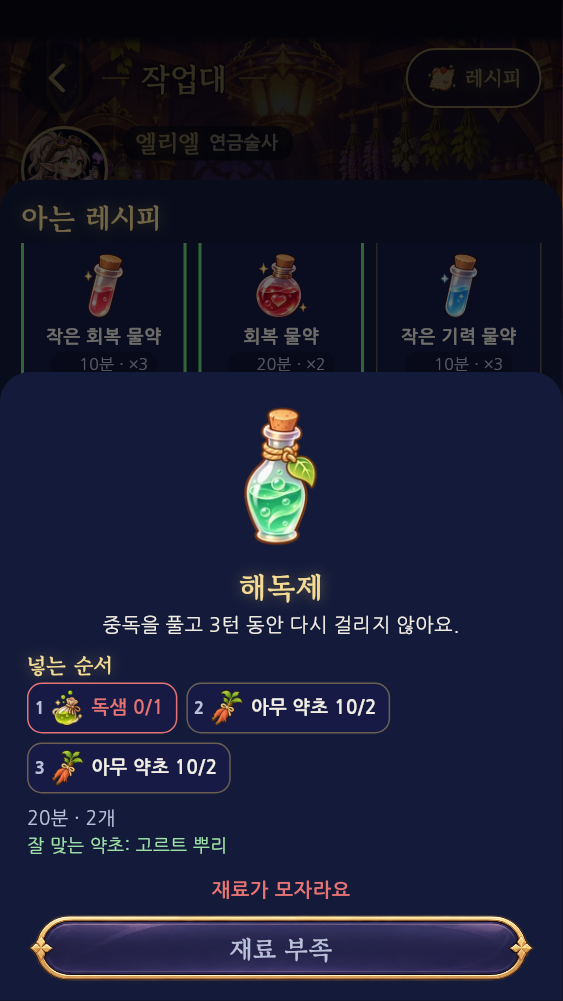 작업대
레시피
엘리엘 연금술사
아는 레시피
작은 회복 물약
회복 물약
작은 기력 물약
10분 · ×3
20분 · ×2
10분 · ×3
해독제
중독을 풀고 3턴 동안 다시 걸리지 않아요.
넣는 순서
1 독샘 0/1
2 아무 약초 10/2
3 아무 약초 10/2
20분 · 2개
잘 맞는 약초: 고르트 뿌리
재료가 모자라요
재료 부족